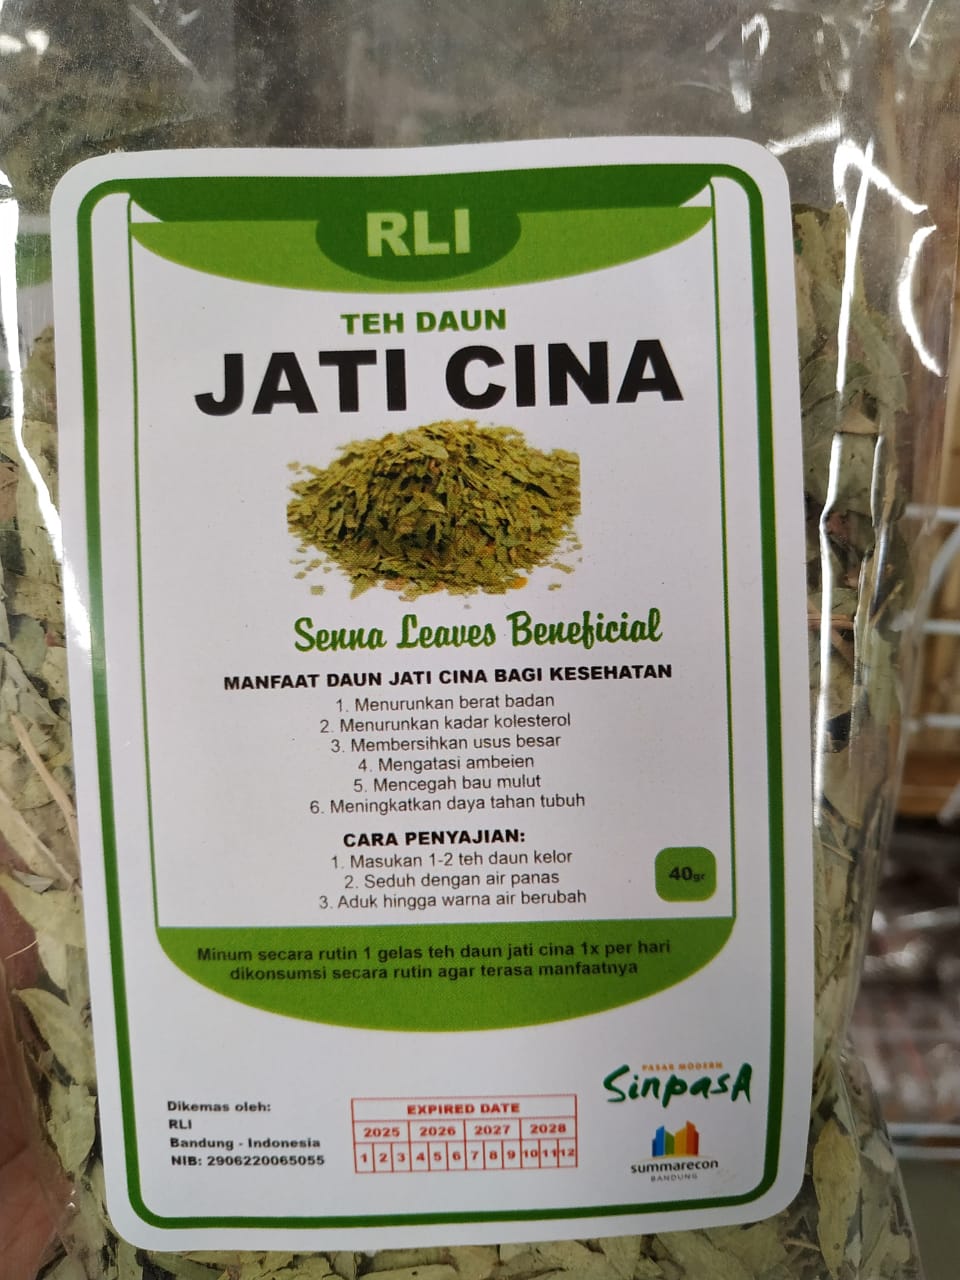 RLI
TEH DAUN
JATI CINA
Senna Leaves Beneficial
MANFAAT DAUN JATI CINA BAGI KESEHATAN
1. Menurunkan berat badan
2. Menurunkan kadar kolesterol
3. Membersihkan usus besar
4. Mengatasi ambeien
5. Mencegah bau mulut
6. Meningkatkan daya tahan tubuh
CARA PENYAJIAN:
1. Masukan 1-2 teh daun kelor
2. Seduh dengan air panas
3. Aduk hingga warna air berubah
40gr
Minum secara rutin 1 gelas teh daun jati cina 1x per hari
dikonsumsi secara rutin agar terasa manfaatnya
Dikemas oleh:
RLI
Bandung - Indonesia
NIB: 2906220065055
EXPIRED DATE
2025 2026 2027 2028
1 2 3 4 5 6 7 8 9 10 11 12
PASAR MODERN
SinpasA
summarecon
BANDUNG